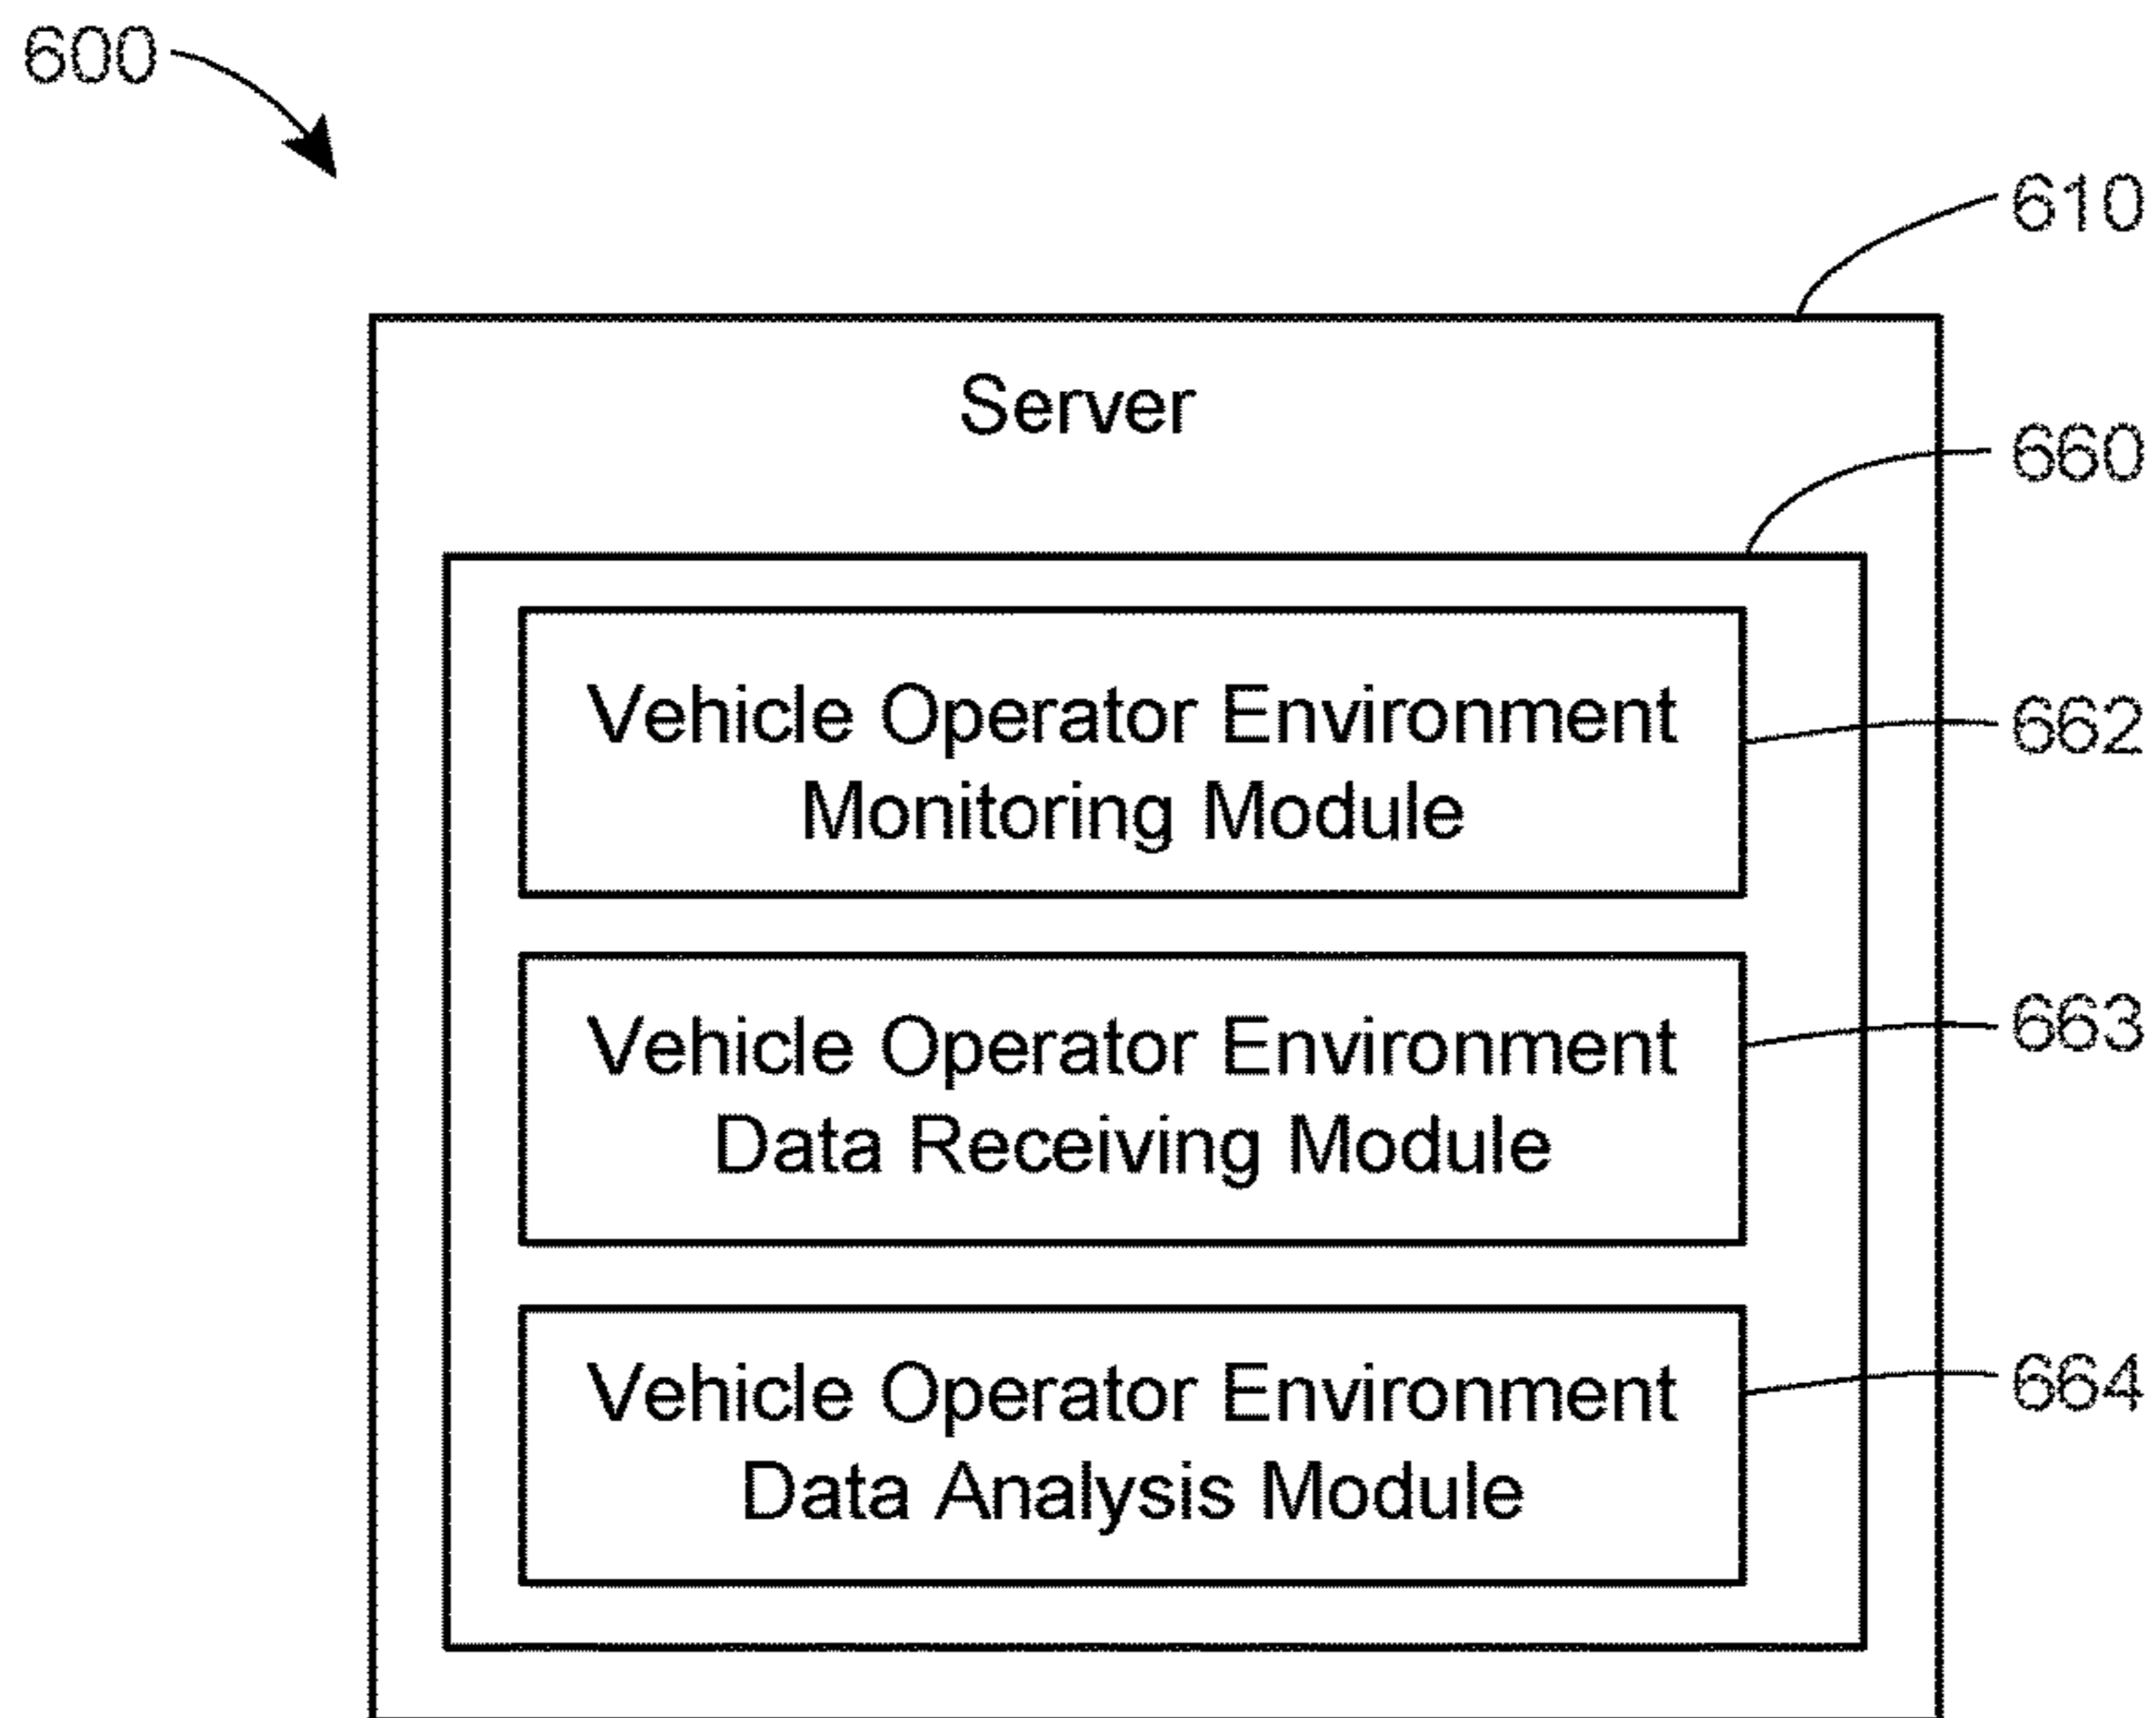 600
610
Server
660
Vehicle Operator Environment
Monitoring Module
662
Vehicle Operator Environment
Data Receiving Module
663
Vehicle Operator Environment
Data Analysis Module
664